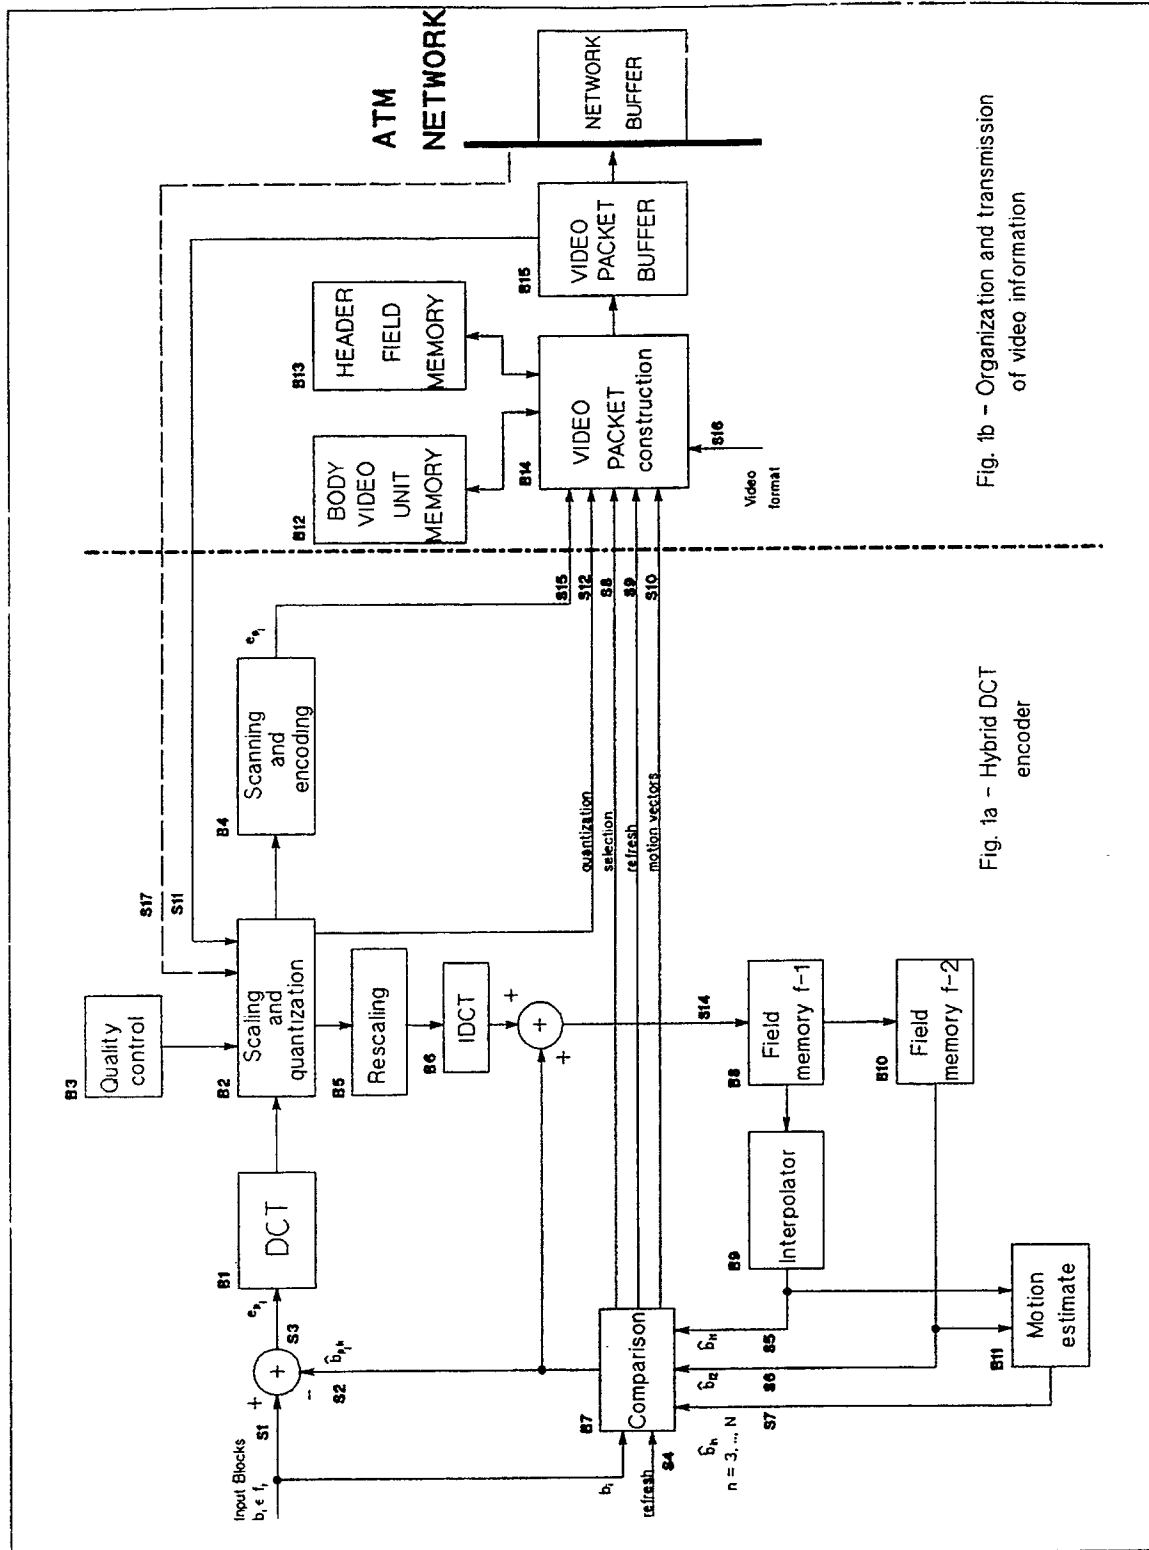 ATM
NETWORK
NETWORK
BUFFER
VIDEO
PACKET
BUFFER
B15
HEADER
FIELD
MEMORY
B13
BODY
VIDEO
UNIT
MEMORY
B12
VIDEO
PACKET
construction
B14
S16
Video
format
Fig. 1b – Organization and transmission
of video information
S17
S11
S15
S12
S8
S9
S10
Quality
control
B3
Scaling
and
quantization
B2
Scanning
and
encoding
B4
DCT
B1
Rescaling
B5
IDCT
B6
+
+
+
quantization
selection
refresh
motion vectors
S14
Field
memory f-1
B8
Field
memory f-2
B10
Interpolator
B9
Motion
estimate
B11
Comparison
B7
S5
S6
S7
n = 3, .., N
refresh
S4
Input Blocks
S1
+
+
–
S2
S3
Fig. 1a – Hybrid DCT
encoder